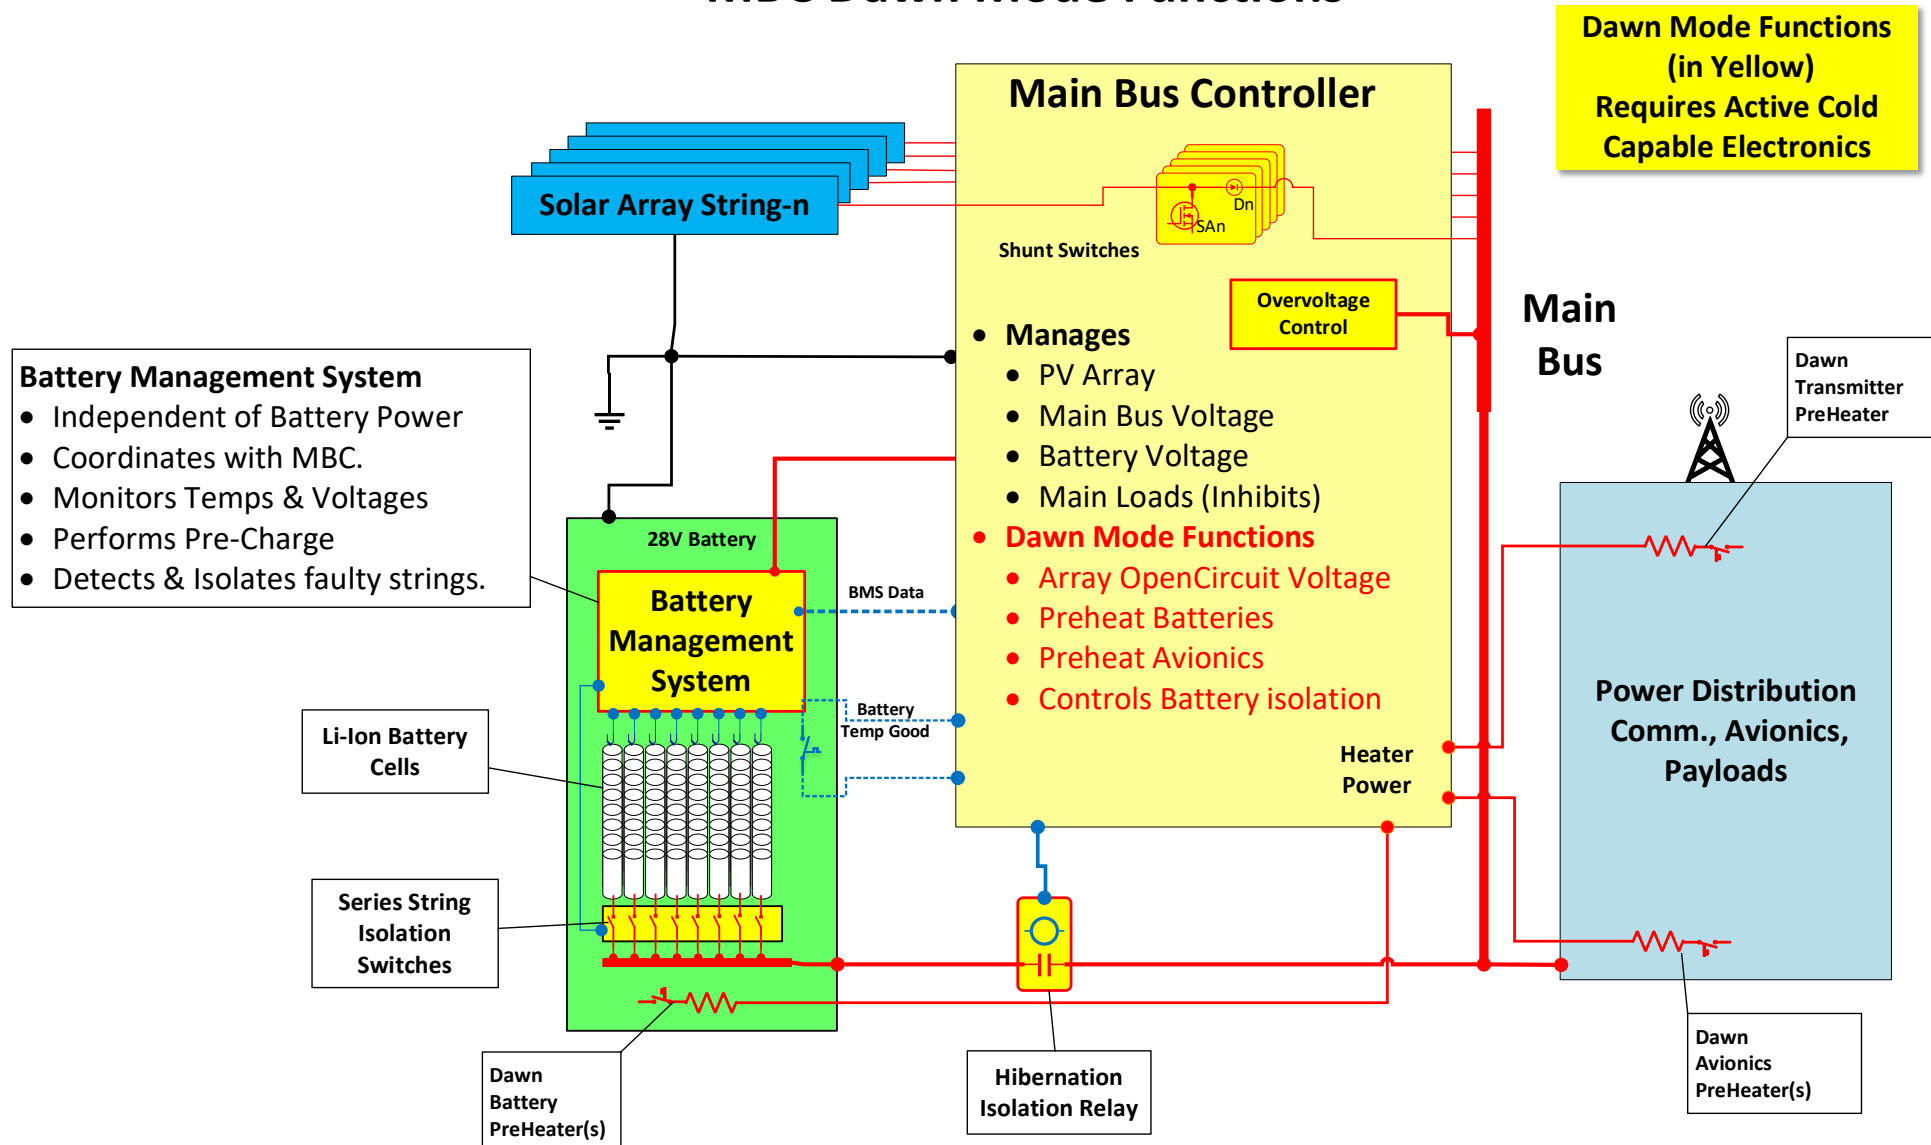 MBC Dawn Mode Functions
Dawn Mode Functions
(in Yellow)
Requires Active Cold
Capable Electronics
Main Bus Controller
Solar Array String-n
Dn
SAn
Shunt Switches
Overvoltage
Control
Main
Bus
• Manages
• PV Array
• Main Bus Voltage
• Battery Voltage
• Main Loads (Inhibits)
• Dawn Mode Functions
• Array OpenCircuit Voltage
• Preheat Batteries
• Preheat Avionics
• Controls Battery isolation
Heater
Power
Battery Management System
• Independent of Battery Power
• Coordinates with MBC.
• Monitors Temps & Voltages
• Performs Pre-Charge
• Detects & Isolates faulty strings.
28V Battery
Battery
Management
System
BMS Data
Battery
Temp Good
Li-Ion Battery
Cells
Series String
Isolation
Switches
Dawn
Battery
PreHeater(s)
Hibernation
Isolation Relay
Dawn
Transmitter
PreHeater
Power Distribution
Comm., Avionics,
Payloads
Dawn
Avionics
PreHeater(s)